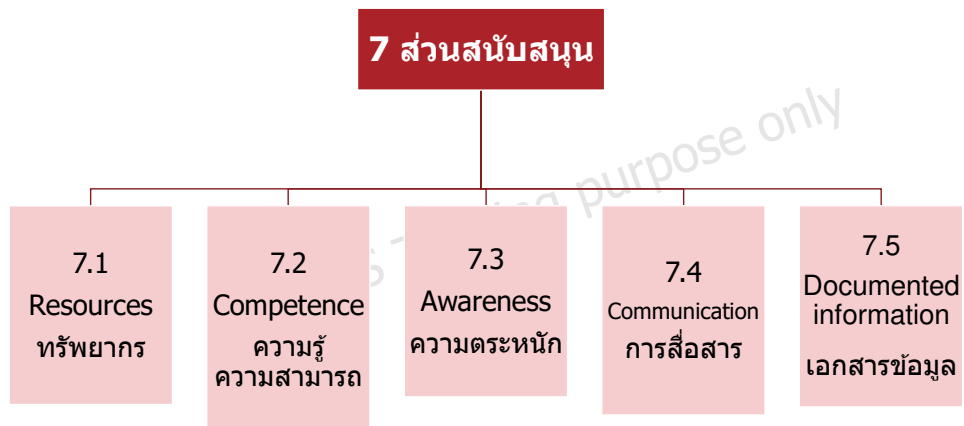 7 ส่วนสนับสนุน
purpose only
7.1
Resources
ทรัพยากร
7.2
Competence
ความรู้
ความสามารถ
7.3
Awareness
ความตระหนัก
7.4
Communication
การสื่อสาร
7.5
Documented
information
เอกสารข้อมูล